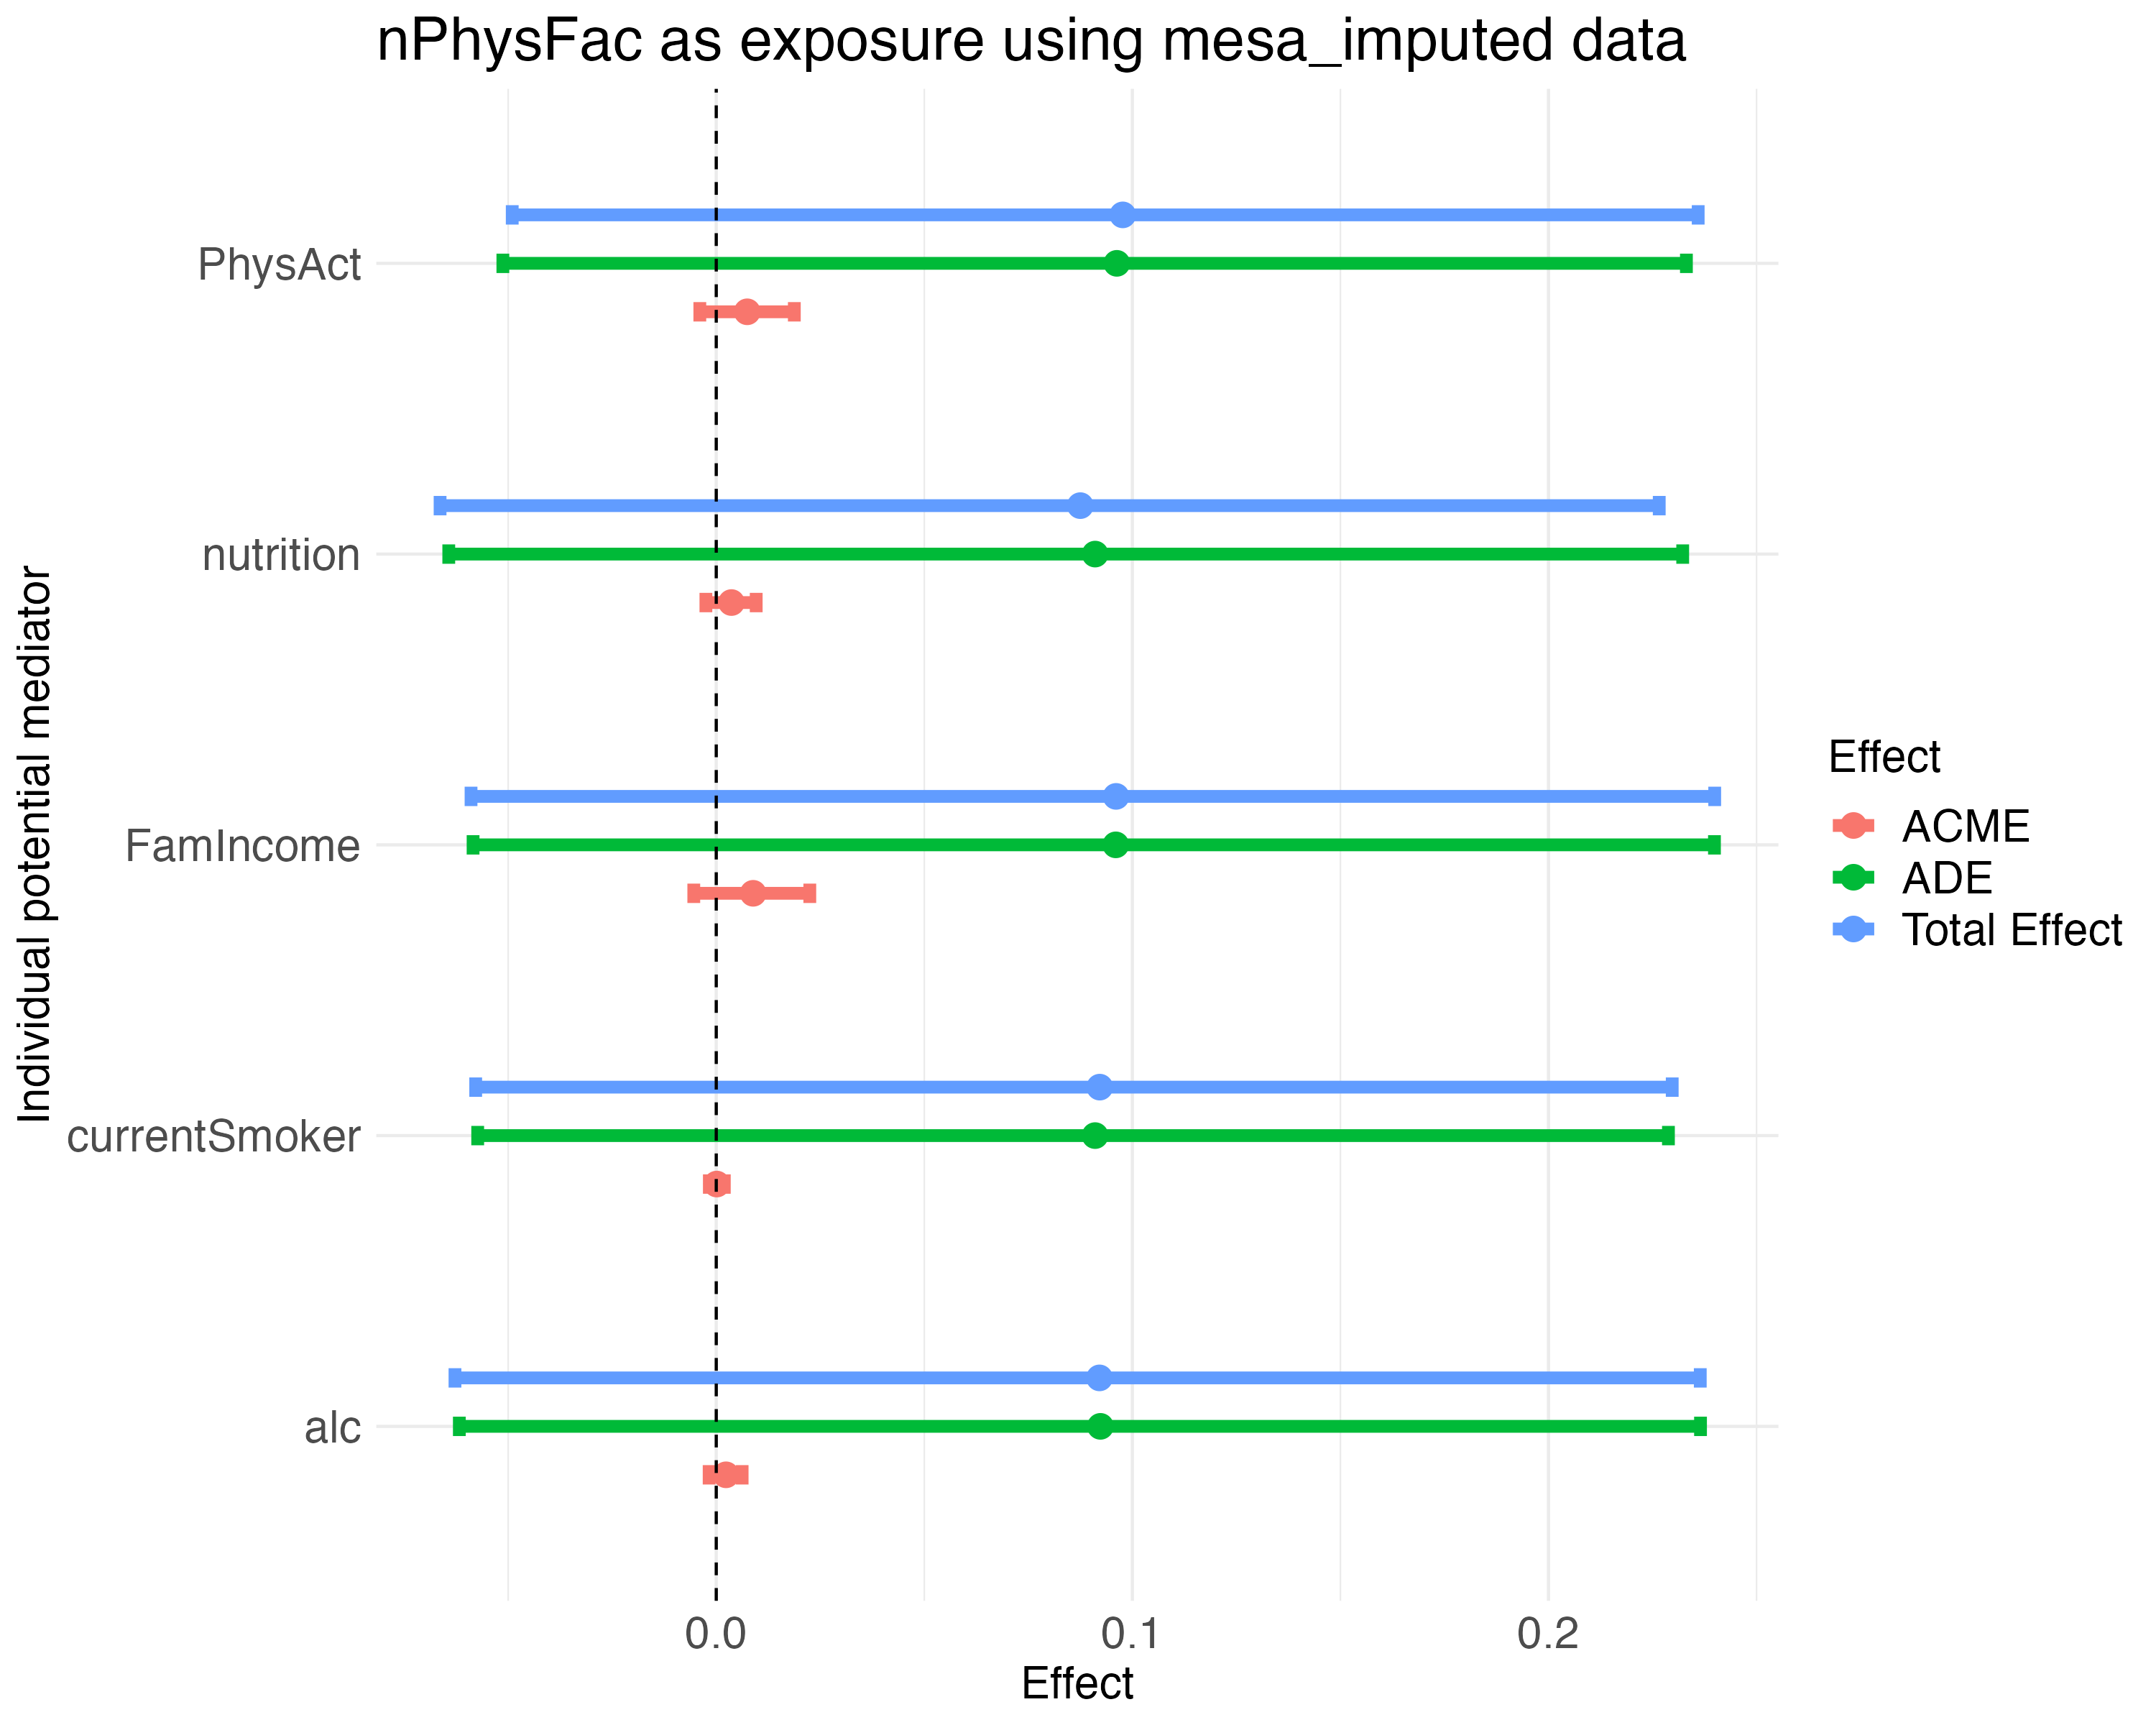 nPhysFac as exposure using mesa_imputed data
Individual potential mediator
PhysAct
nutrition
FamIncome
currentSmoker
alc
0.0 0.1 0.2
Effect
Effect
ACME
ADE
Total Effect